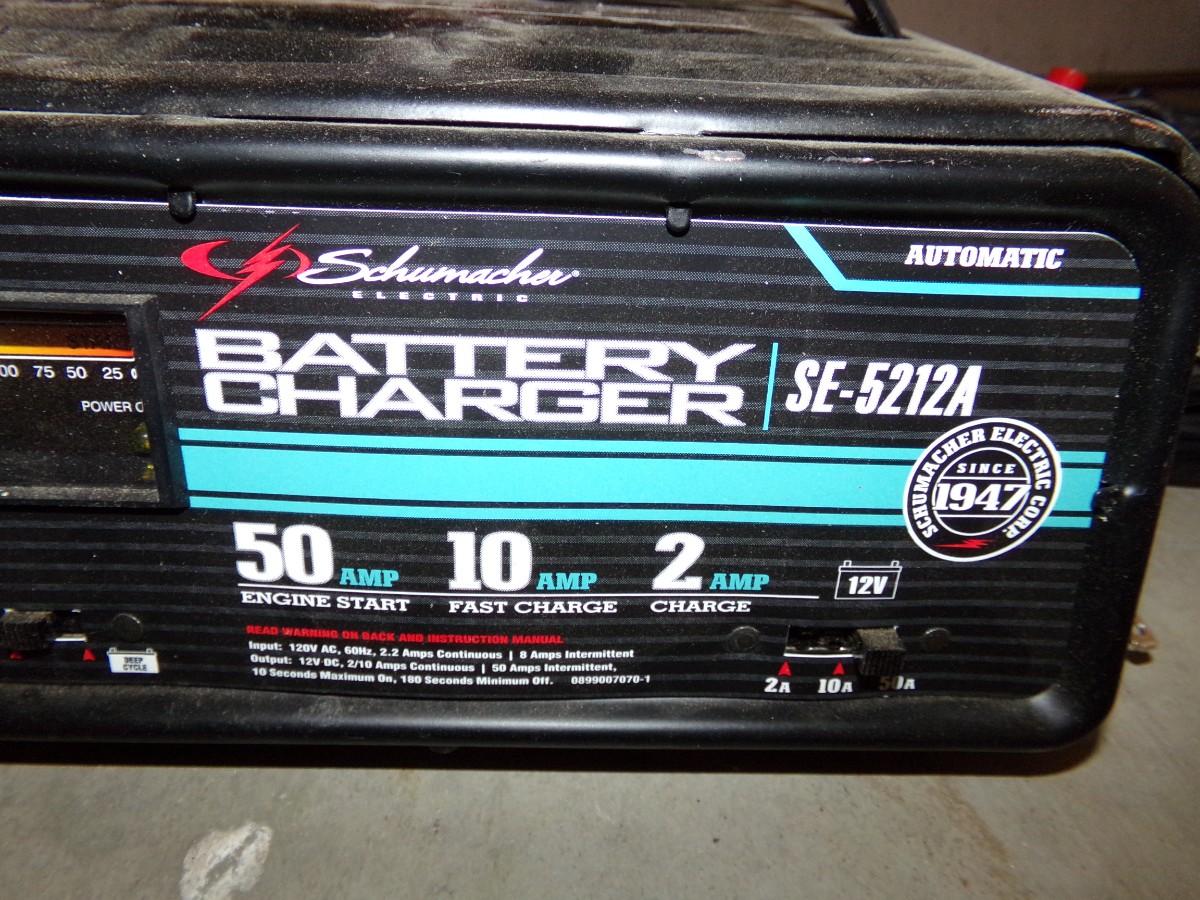 Schumacher
ELECTRIC
AUTOMATIC
BATTERY
CHARGER
SE-5212A
75 50 25
POWER
SCHUMACHER ELECTRIC CORP.
SINCE
1947
50 AMP
ENGINE START
10 AMP
FAST CHARGE
2 AMP
CHARGE
12V
READ WARNING ON BACK AND INSTRUCTION MANUAL
Input: 120V AC, 60Hz, 2.2 Amps Continuous | 8 Amps Intermittent
Output: 12V DC, 2/10 Amps Continuous | 50 Amps Intermittent,
10 Seconds Maximum On, 180 Seconds Minimum Off. 0899007070-1
DEEP
CYCLE
2A 10A 50A